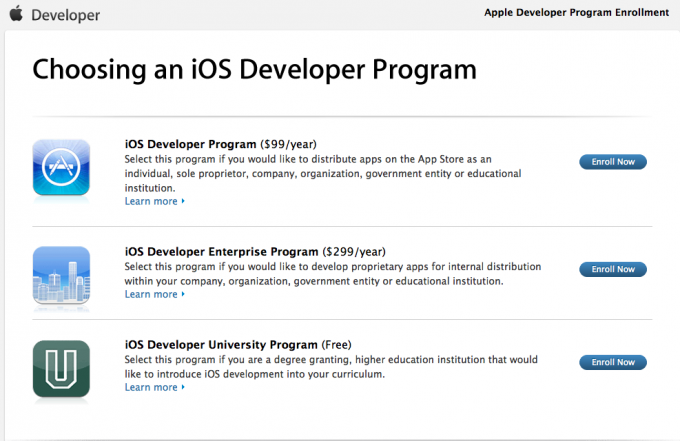 Developer
Apple Developer Program Enrollment
Choosing an iOS Developer Program
iOS Developer Program ($99/year)
Select this program if you would like to distribute apps on the App Store as an
individual, sole proprietor, company, organization, government entity or educational
institution.
Learn more
Enroll Now
iOS Developer Enterprise Program ($299/year)
Select this program if you would like to develop proprietary apps for internal distribution
within your company, organization, government entity or educational institution.
Learn more
Enroll Now
U
iOS Developer University Program (Free)
Select this program if you are a degree granting, higher education institution that would
like to introduce iOS development into your curriculum.
Learn more
Enroll Now